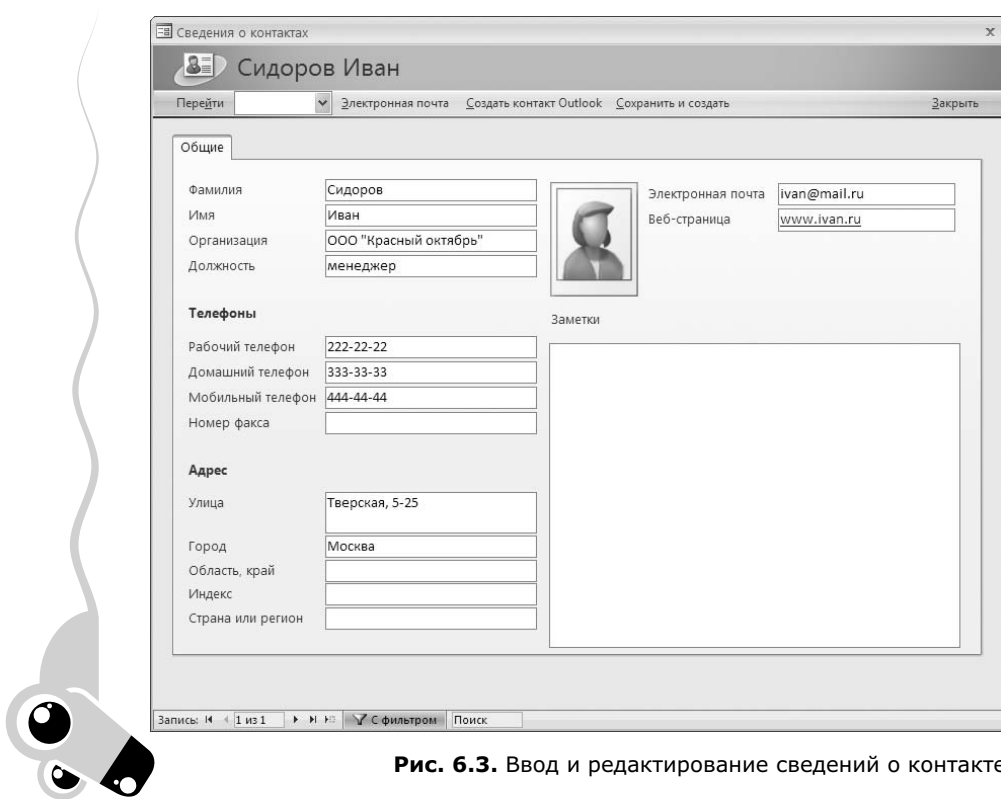 Сведения о контактах x
Сидоров Иван
Перейти Электронная почта Создать контакт Outlook Сохранить и создать Закрыть
Общие
Фамилия Сидоров
Имя Иван
Организация ООО "Красный октябрь"
Должность менеджер
Электронная почта ivan@mail.ru
Веб-страница www.ivan.ru
Телефоны
Рабочий телефон 222-22-22
Домашний телефон 333-33-33
Мобильный телефон 444-44-44
Номер факса
Заметки
Адрес
Улица Тверская, 5-25
Город Москва
Область, край
Индекс
Страна или регион
Запись: 1 из 1 С фильтром Поиск
Рис. 6.3. Ввод и редактирование сведений о контакте